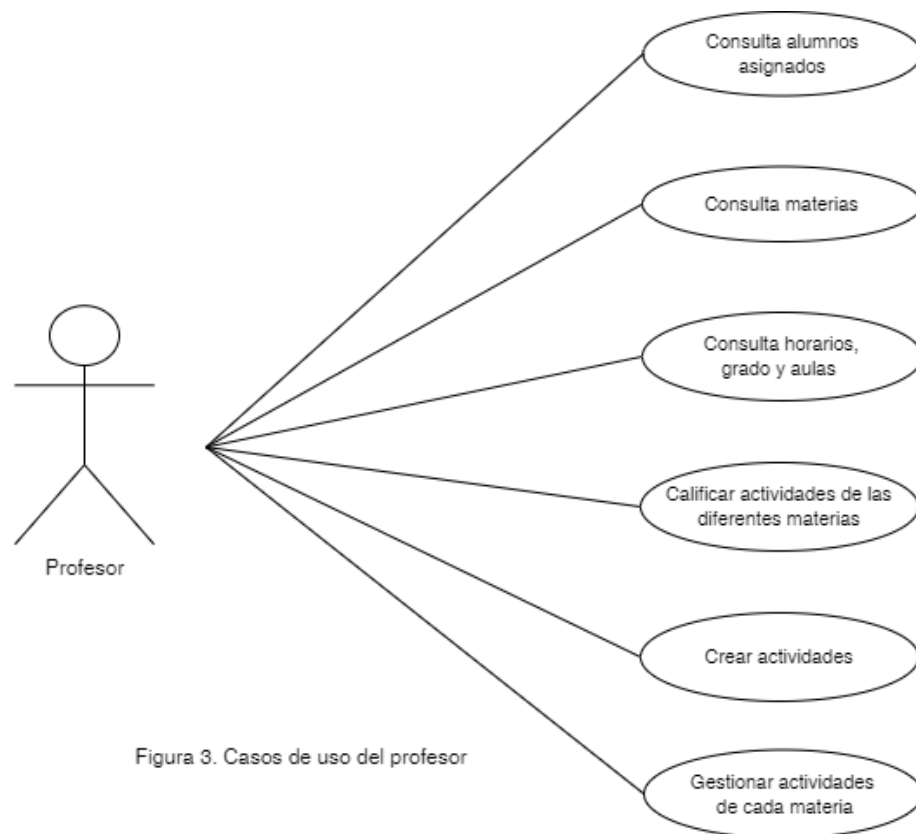 Consulta alumnos
asignados
Consulta materias
Consulta horarios,
grado y aulas
Calificar actividades de las
diferentes materias
Profesor
Crear actividades
Figura 3. Casos de uso del profesor
Gestionar actividades
de cada materia